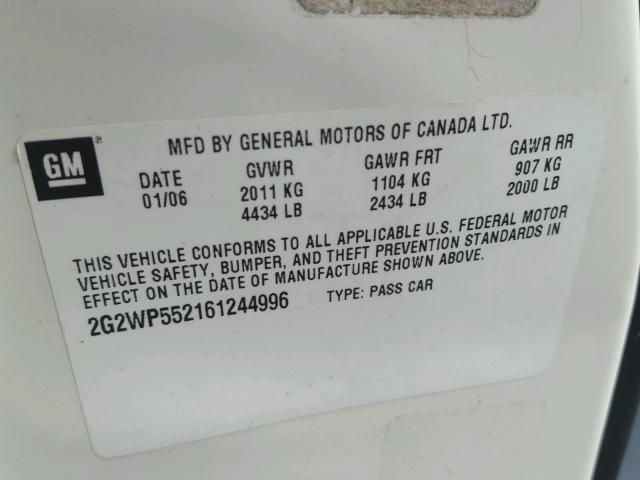 GM
MFD BY GENERAL MOTORS OF CANADA LTD.
DATE GVWR GAWR FRT GAWR RR
01/06 2011 KG 1104 KG 907 KG
4434 LB 2434 LB 2000 LB
THIS VEHICLE CONFORMS TO ALL APPLICABLE U.S. FEDERAL MOTOR
VEHICLE SAFETY, BUMPER, AND THEFT PREVENTION STANDARDS IN
EFFECT ON THE DATE OF MANUFACTURE SHOWN ABOVE.
2G2WP552161244996 TYPE: PASS CAR